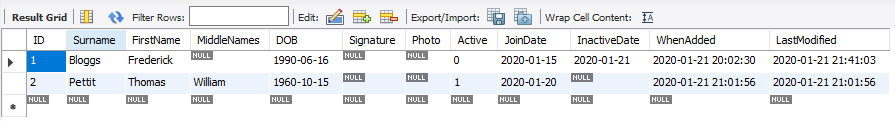 Result Grid Filter Rows: Edit: Export/Import: Wrap Cell Content: IA
ID Surname FirstName MiddleNames DOB Signature Photo Active JoinDate InactiveDate WhenAdded LastModified
1 Bloggs Frederick NULL 1990-06-16 NULL NULL 0 2020-01-15 2020-01-21 2020-01-21 20:02:30 2020-01-21 21:41:03
2 Pettit Thomas William 1960-10-15 NULL NULL 1 2020-01-20 NULL 2020-01-21 21:01:56 2020-01-21 21:01:56
NULL NULL NULL NULL NULL NULL NULL NULL NULL NULL NULL NULL